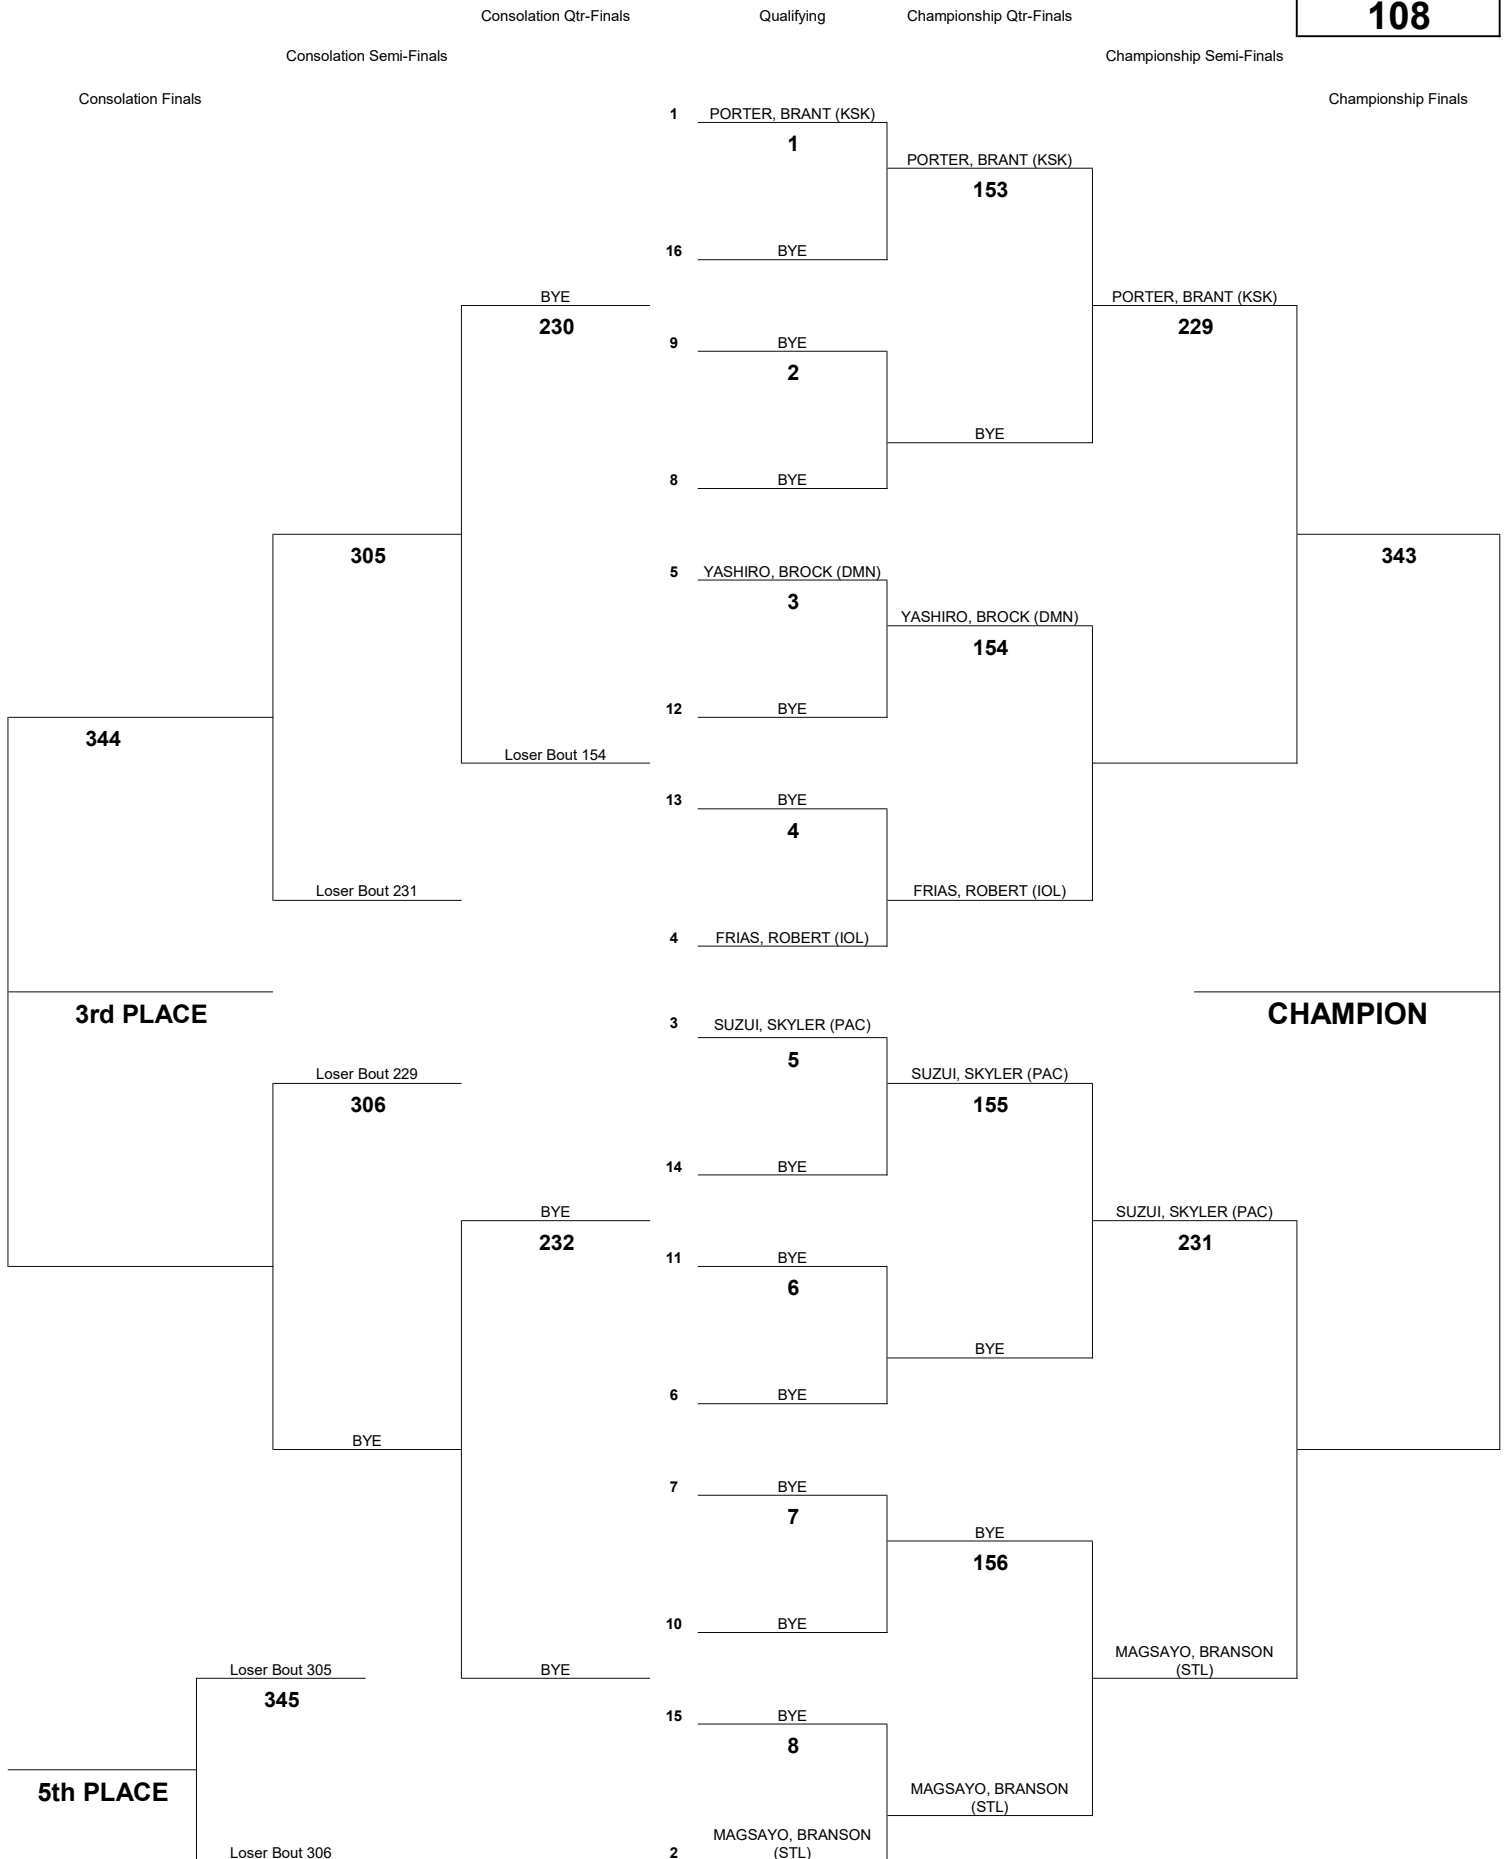 Consolation Qtr-Finals
Qualifying
Championship Qtr-Finals
108
Consolation Semi-Finals
Championship Semi-Finals
Consolation Finals
Championship Finals
1 PORTER, BRANT (KSK)
1
PORTER, BRANT (KSK)
153
16 BYE
BYE
230
PORTER, BRANT (KSK)
229
9 BYE
2
BYE
8 BYE
305
343
5 YASHIRO, BROCK (DMN)
3
YASHIRO, BROCK (DMN)
154
12 BYE
344
Loser Bout 154
13 BYE
4
Loser Bout 231
FRIAS, ROBERT (IOL)
4 FRIAS, ROBERT (IOL)
3rd PLACE
CHAMPION
3 SUZUI, SKYLER (PAC)
5
Loser Bout 229
306
SUZUI, SKYLER (PAC)
155
14 BYE
BYE
232
SUZUI, SKYLER (PAC)
231
11 BYE
6
BYE
6 BYE
BYE
7 BYE
7
BYE
156
10 BYE
Loser Bout 305
345
BYE
MAGSAYO, BRANSON
(STL)
15 BYE
8
5th PLACE
MAGSAYO, BRANSON
(STL)
Loser Bout 306
2 MAGSAYO, BRANSON
(STL)